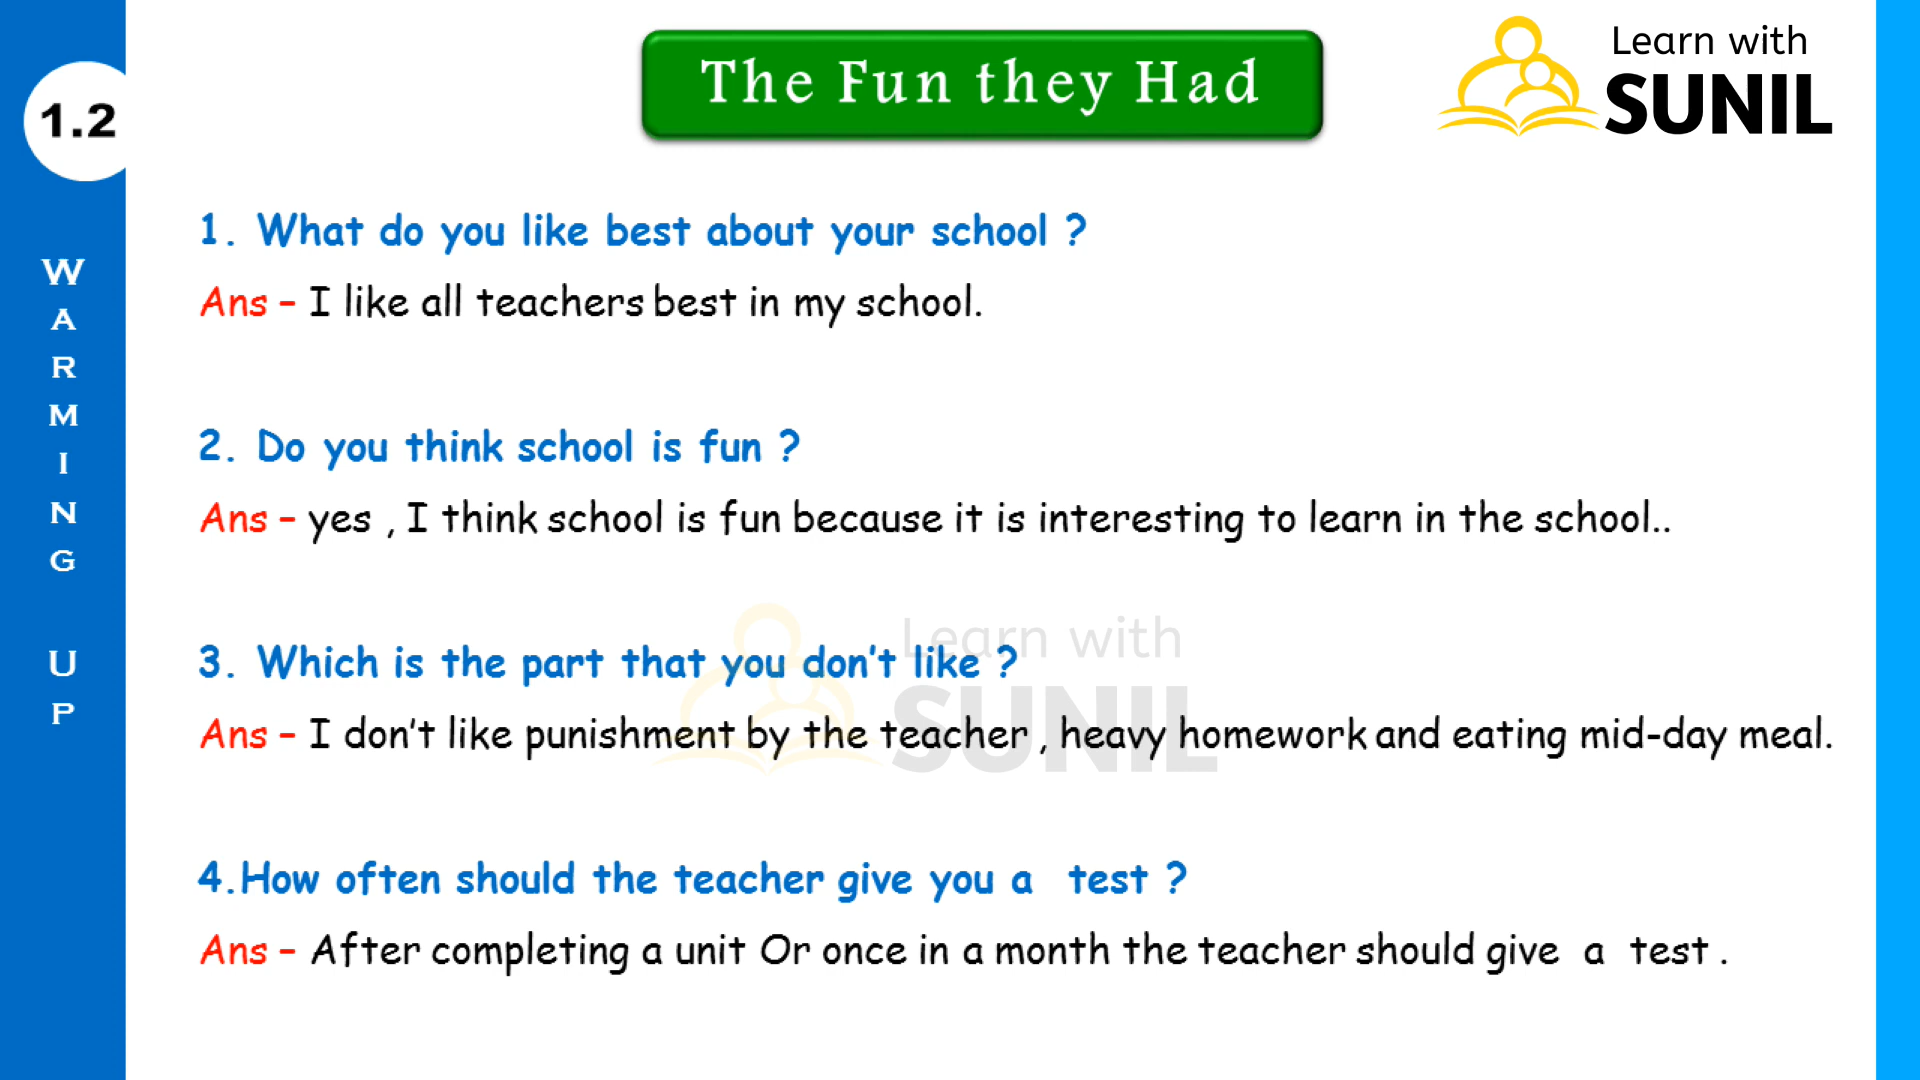 The Fun they Had
Learn with
SUNIL
1.2
WARMING
UP
1. What do you like best about your school ?
Ans – I like all teachers best in my school.
2. Do you think school is fun ?
Ans – yes , I think school is fun because it is interesting to learn in the school..
3. Which is the part that you don't like ?
Ans – I don't like punishment by the teacher , heavy homework and eating mid-day meal.
Learn with
SUNIL
4.How often should the teacher give you a test ?
Ans – After completing a unit Or once in a month the teacher should give a test .